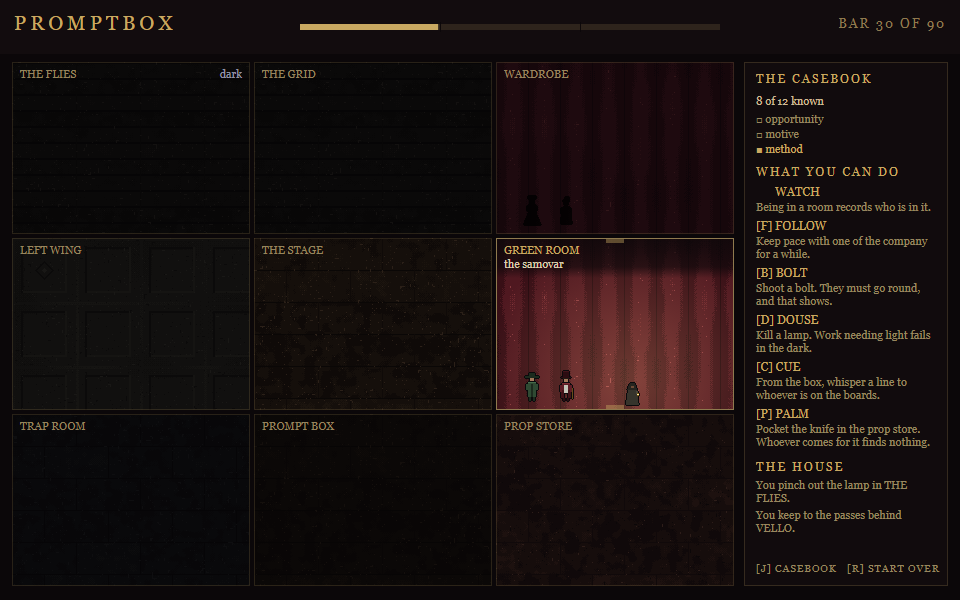 PROMPTBOX
BAR 30 OF 90
THE FLIES
dark
THE GRID
WARDROBE
LEFT WING
THE STAGE
GREEN ROOM
the samovar
TRAP ROOM
PROMPT BOX
PROP STORE
THE CASEBOOK
8 of 12 known
opportunity
motive
method
WHAT YOU CAN DO
WATCH
Being in a room records who is in it.
[F] FOLLOW
Keep pace with one of the company
for a while.
[B] BOLT
Shoot a bolt. They must go round,
and that shows.
[D] DOUSE
Kill a lamp. Work needing light fails
in the dark.
[C] CUE
From the box, whisper a line to
whoever is on the boards.
[P] PALM
Pocket the knife in the prop store.
Whoever comes for it finds nothing.
THE HOUSE
You pinch out the lamp in THE
FLIES.
You keep to the passes behind
VELLO.
[J] CASEBOOK [R] START OVER